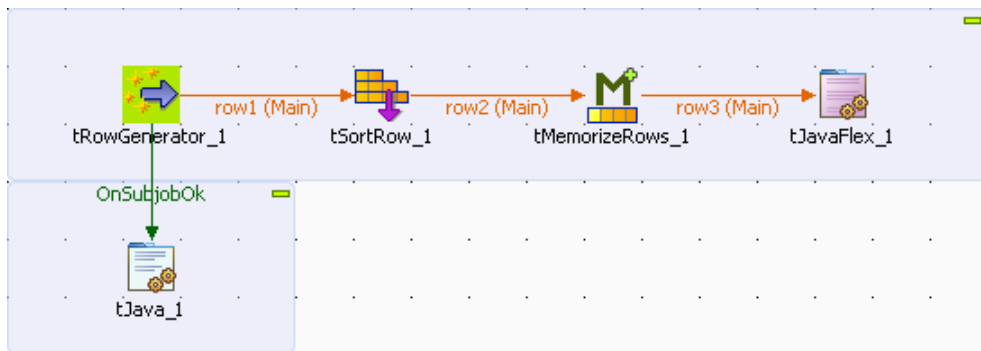 row1 (Main)
row2 (Main)
row3 (Main)
tRowGenerator_1
tSortRow_1
tMemorizeRows_1
tJavaFlex_1
OnSubjobOk
tJava_1